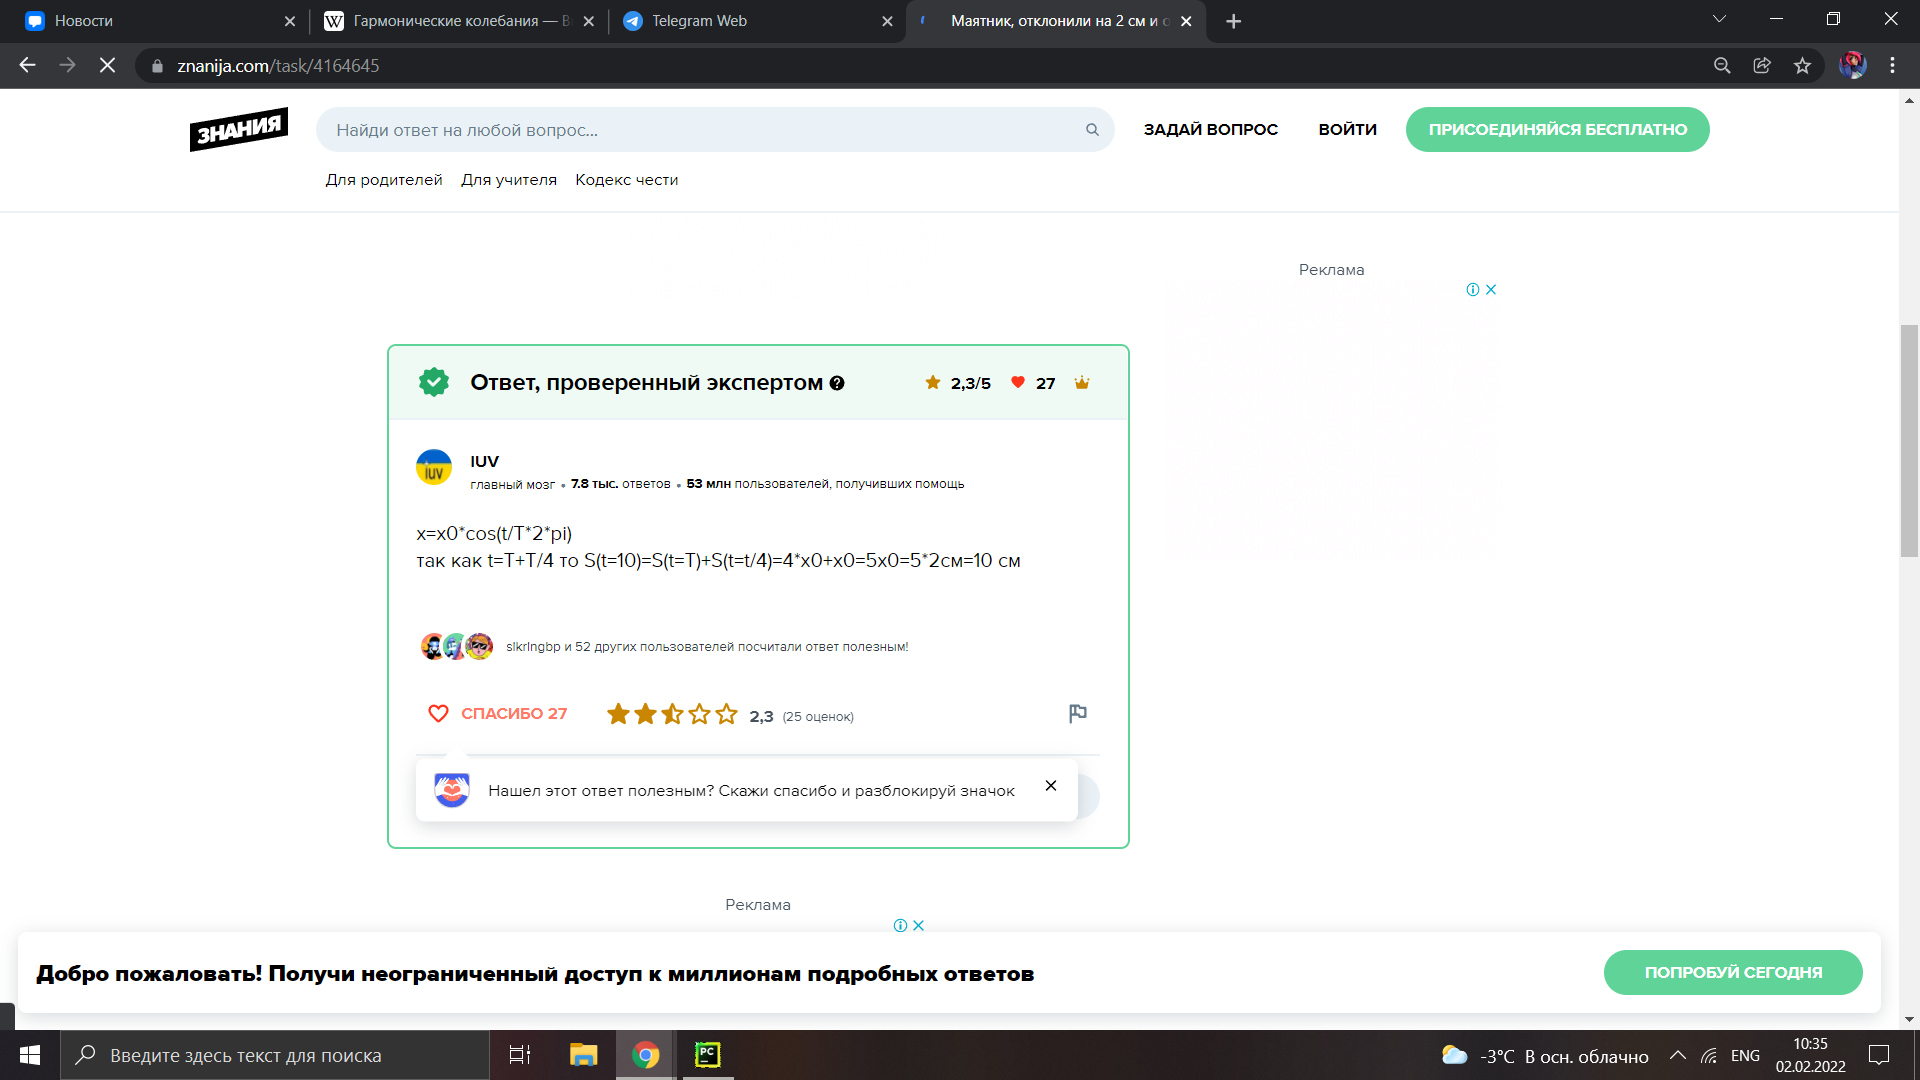 Новости
Гармонические колебания — В
Telegram Web
Маятник, отклонили на 2 см и о
znanija.com/task/4164645
ЗНАНИЯ
Найди ответ на любой вопрос...
ЗАДАЙ ВОПРОС
ВОЙТИ
ПРИСОЕДИНЯЙСЯ БЕСПЛАТНО
Для родителей
Для учителя
Кодекс чести
Реклама
Ответ, проверенный экспертом
2,3/5
27
iuv
IUV
главный мозг • 7.8 тыс. ответов • 53 млн пользователей, получивших помощь
x=x0*cos(t/T*2*pi)
так как t=T+T/4 то S(t=10)=S(t=T)+S(t=t/4)=4*x0+x0=5x0=5*2см=10 см
slkrlngbp и 52 других пользователей посчитали ответ полезным!
СПАСИБО 27
2,3 (25 оценок)
Нашел этот ответ полезным? Скажи спасибо и разблокируй значок
Реклама
Добро пожаловать! Получи неограниченный доступ к миллионам подробных ответов
ПОПРОБУЙ СЕГОДНЯ
Введите здесь текст для поиска
PC
-3°C В осн. облачно
ENG
10:35
02.02.2022